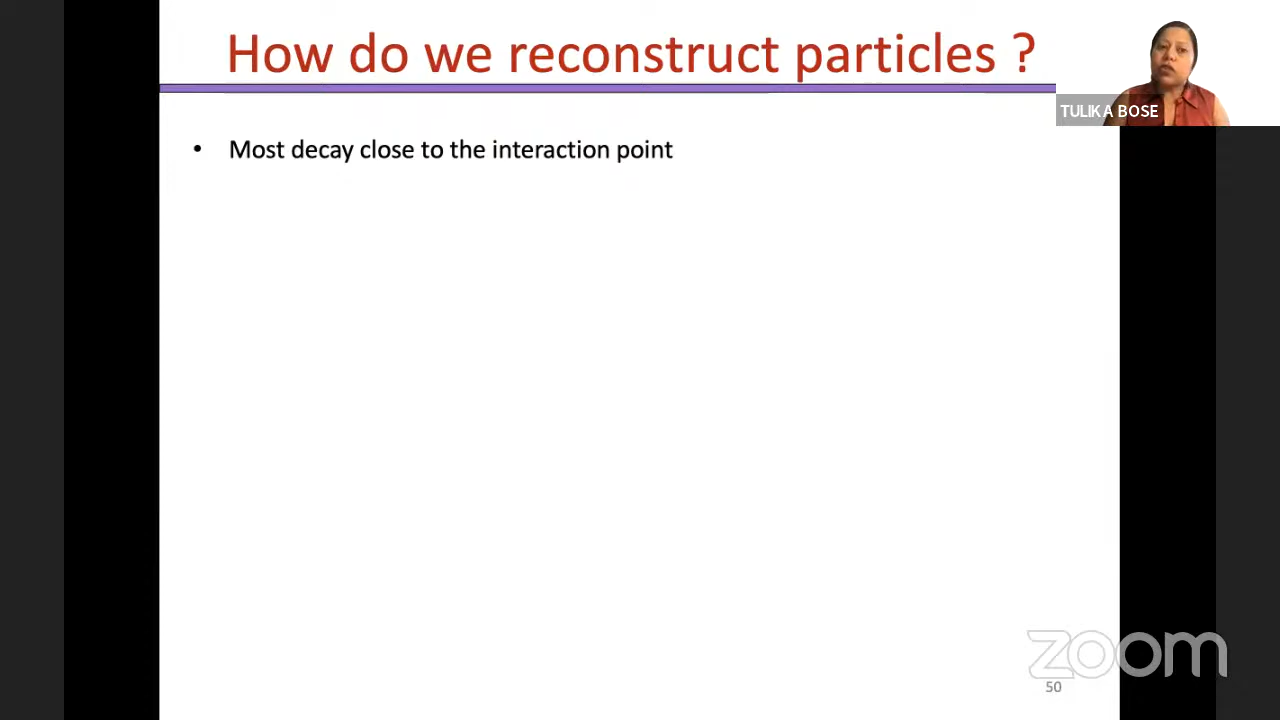 How do we reconstruct particles ?
TULIKA BOSE
• Most decay close to the interaction point
zoom
50